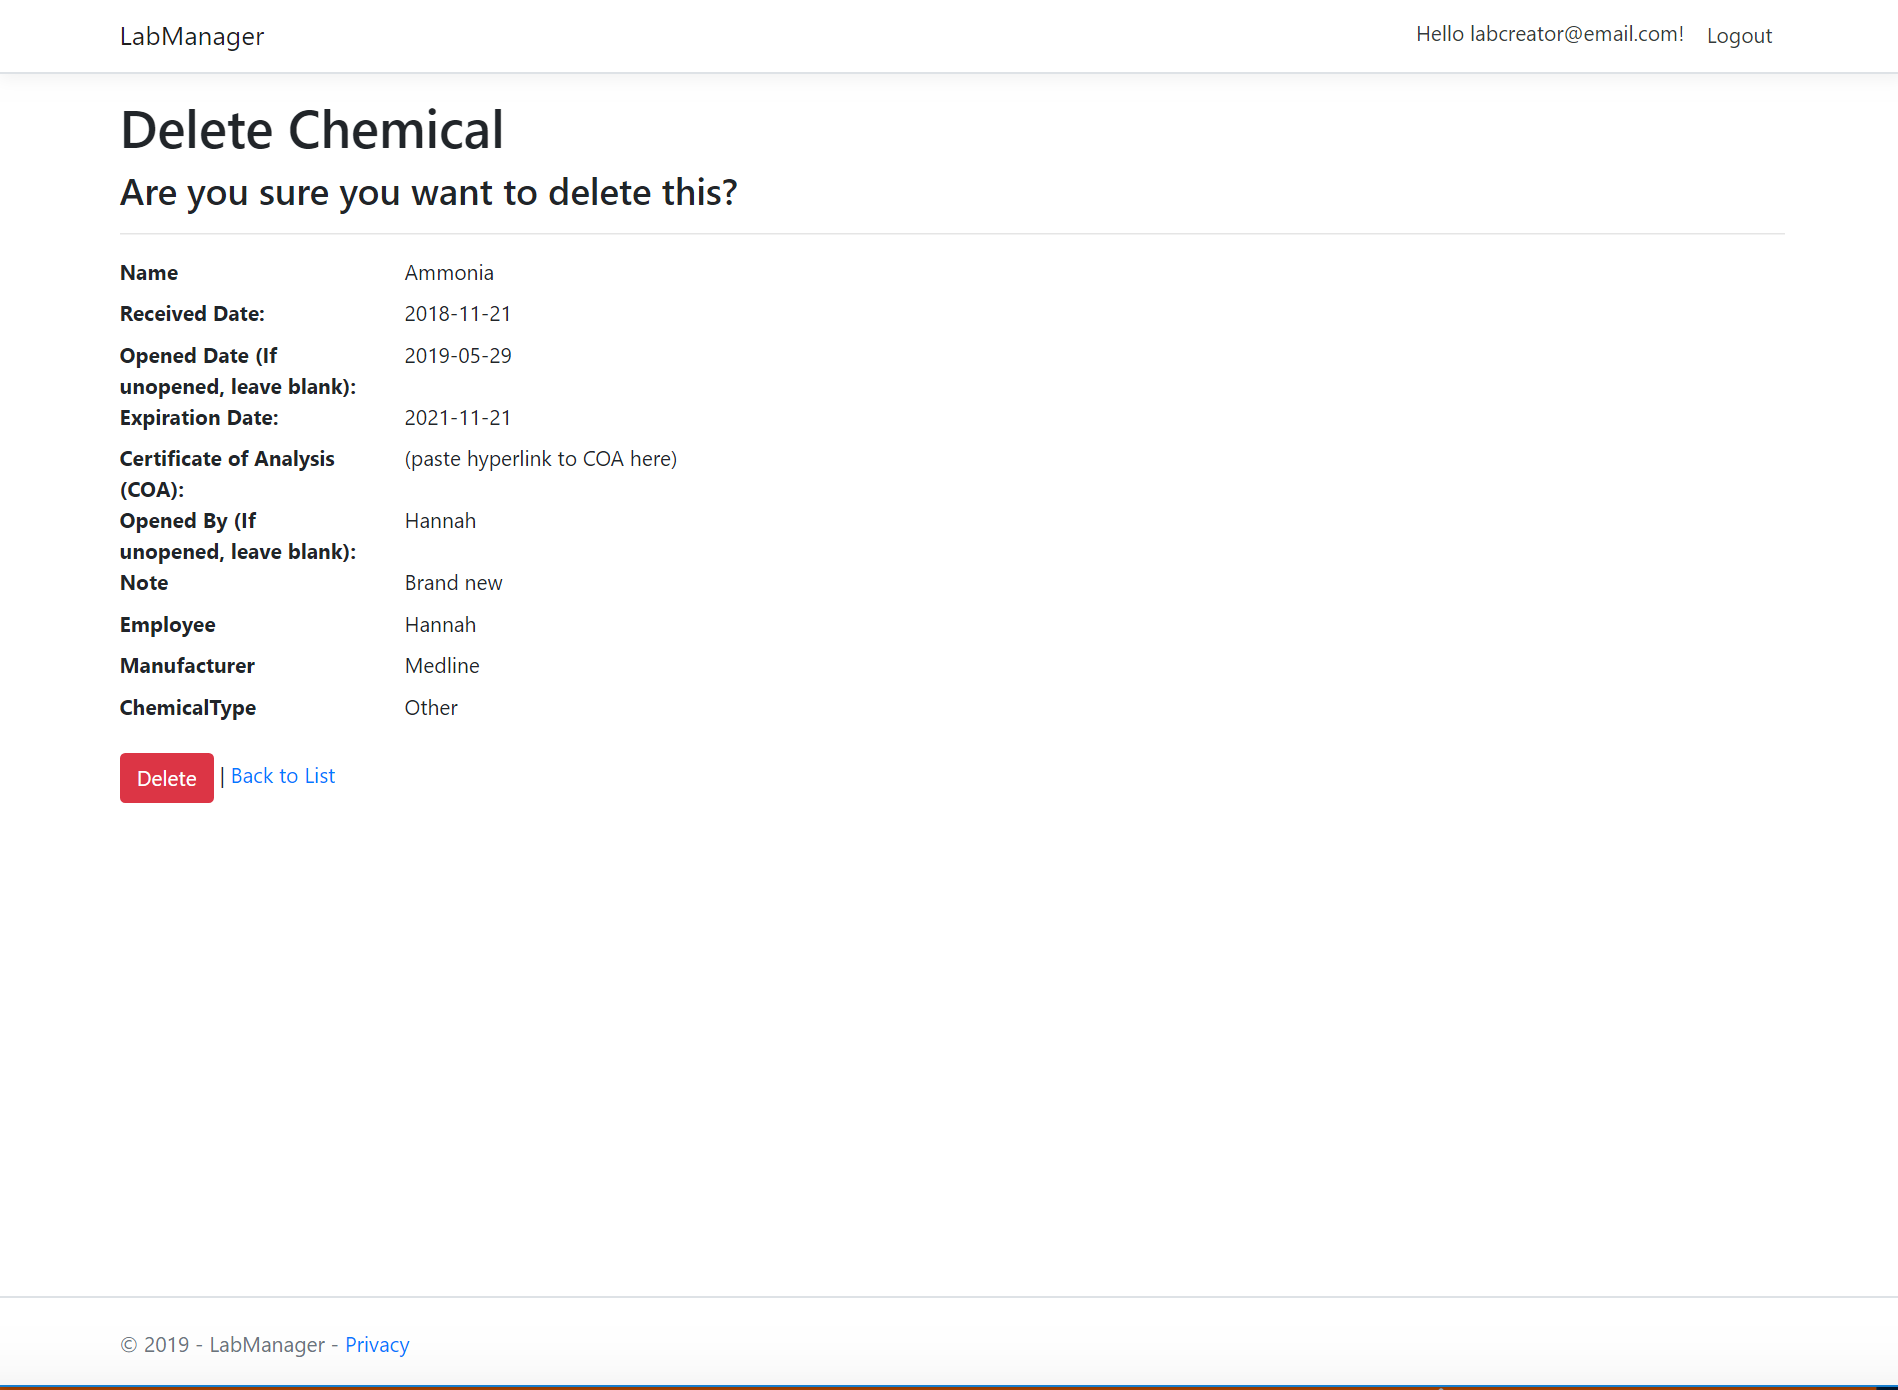 LabManager
Hello labcreator@email.com!
Logout
Delete Chemical
Are you sure you want to delete this?
Name Ammonia
Received Date: 2018-11-21
Opened Date (If 2019-05-29
unopened, leave blank):
Expiration Date: 2021-11-21
Certificate of Analysis (paste hyperlink to COA here)
(COA):
Opened By (If Hannah
unopened, leave blank):
Note Brand new
Employee Hannah
Manufacturer Medline
ChemicalType Other
Delete | Back to List
© 2019 - LabManager - Privacy